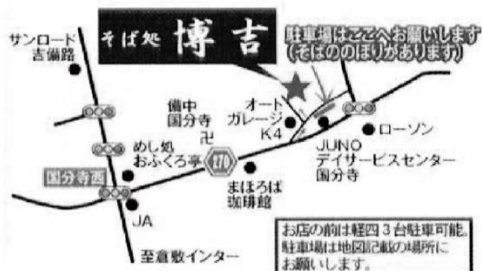 そば処 博吉
駐車場はここへお願いします
(そばののぼりがあります)
サンロード
吉備路
備中
国分寺
卍
オート
ガレージ
K4
ローソン
JUNO
デイサービスセンター
国分寺
めし処
おふくろ亭
270
国分寺西
まほろば
珈琲館
JA
至倉敷インター
お店の前は軽四3台駐車可能。
駐車場は地図記載の場所に
お願いします。